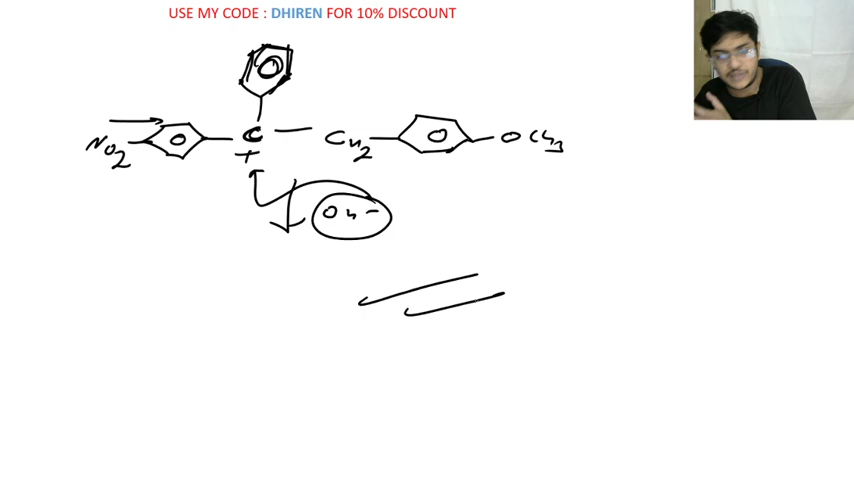 USE MY CODE : DHIREN FOR 10% DISCOUNT
NO2 C CH2 OCH3
+
OH-